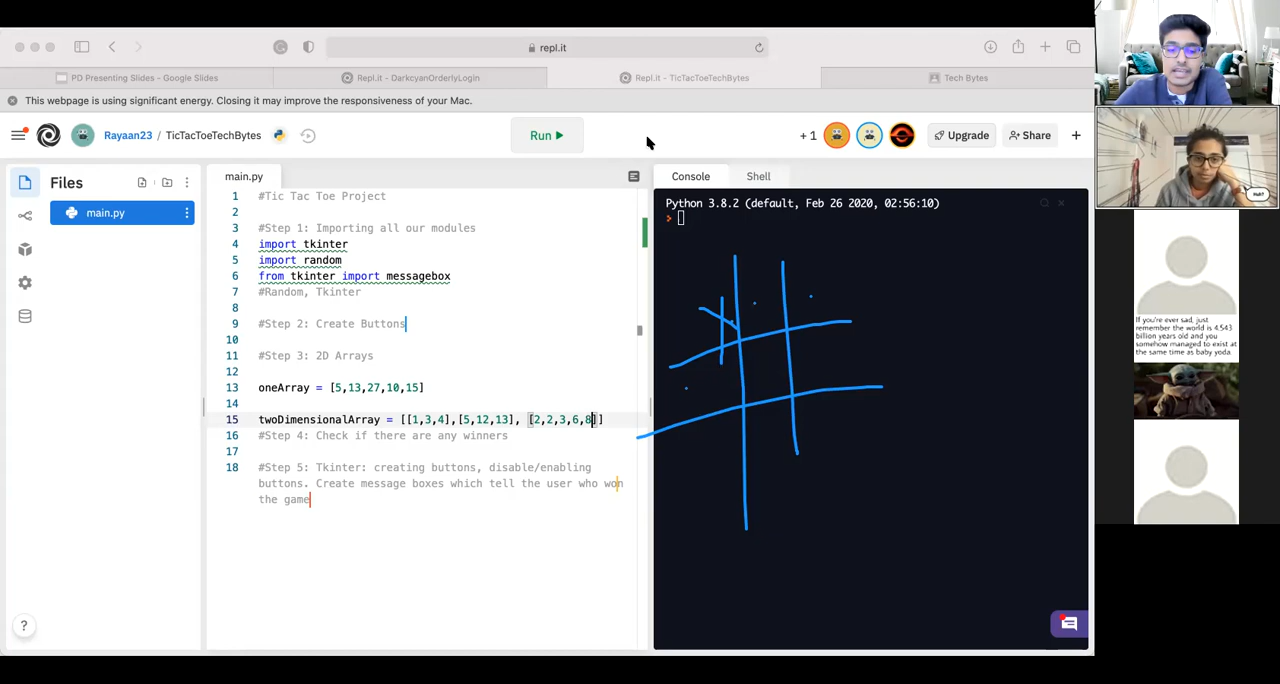 repl.it
PD Presenting Slides - Google Slides
Repl.it - DarkcyanOrderlyLogin
Repl.it - TicTacToeTechBytes
Tech Bytes
This webpage is using significant energy. Closing it may improve the responsiveness of your Mac.
Rayaan23 / TicTacToeTechBytes
Run
+ 1
Upgrade
Share
Files
main.py
main.py
Console
Shell
1 #Tic Tac Toe Project
2
3 #Step 1: Importing all our modules
4 import tkinter
5 import random
6 from tkinter import messagebox
7 #Random, Tkinter
8
9 #Step 2: Create Buttons
10
11 #Step 3: 2D Arrays
12
13 oneArray = [5,13,27,10,15]
14
15 twoDimensionalArray = [[1,3,4],[5,12,13], [2,2,3,6,8]]
16 #Step 4: Check if there are any winners
17
18 #Step 5: Tkinter: creating buttons, disable/enabling
buttons. Create message boxes which tell the user who won
the game
Python 3.8.2 (default, Feb 26 2020, 02:56:10)
>
?
Huh?
If you're ever sad, just
remember the world is 4.543
billion years old and you
somehow managed to exist at
the same time as baby yoda.